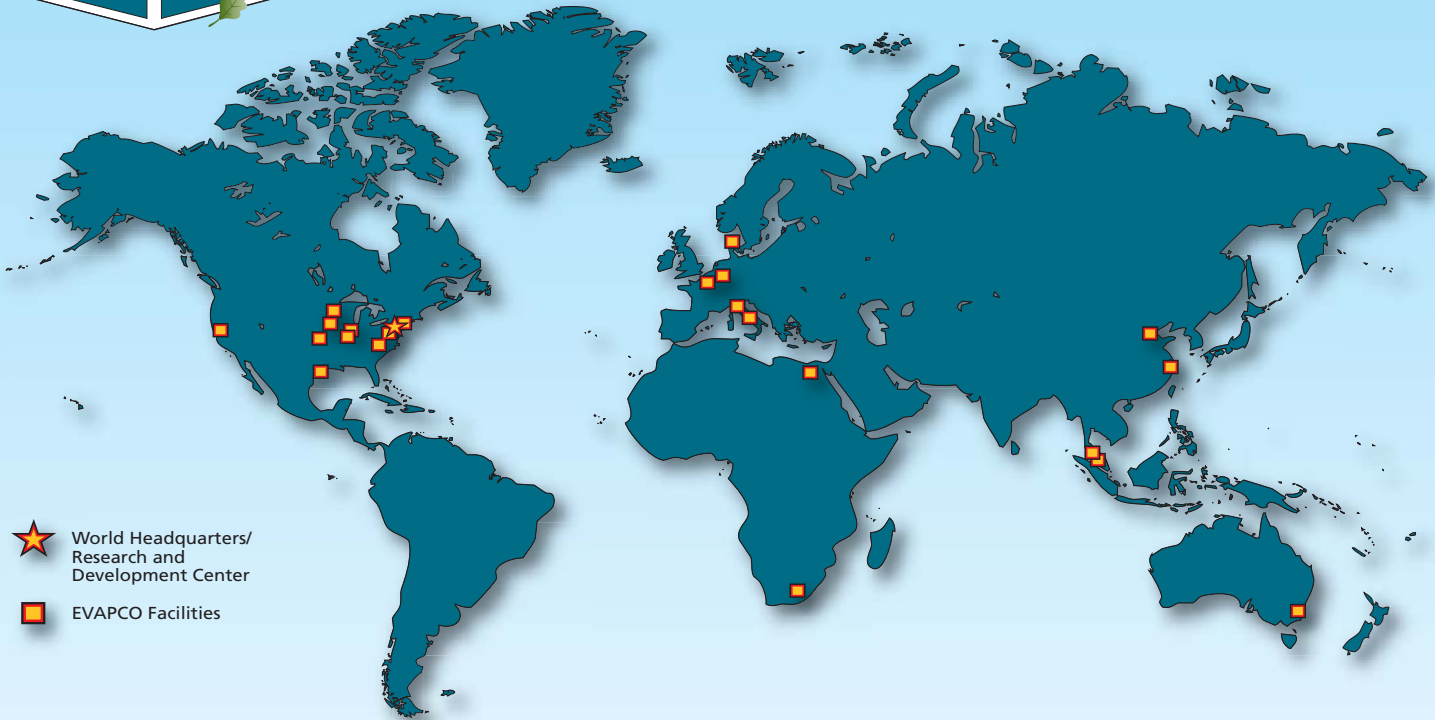 World Headquarters/
Research and
Development Center
EVAPCO Facilities